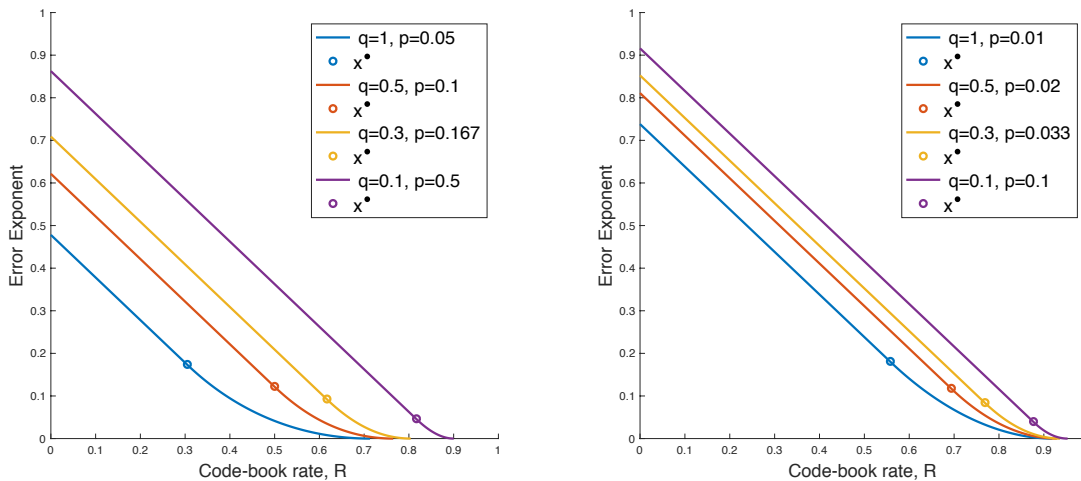 1
0.9
0.8
0.7
0.6
0.5
0.4
0.3
0.2
0.1
0
Error Exponent
q=1, p=0.05
x•
q=0.5, p=0.1
x•
q=0.3, p=0.167
x•
q=0.1, p=0.5
x•
0 0.1 0.2 0.3 0.4 0.5 0.6 0.7 0.8 0.9 1
Code-book rate, R
1
0.9
0.8
0.7
0.6
0.5
0.4
0.3
0.2
0.1
0
Error Exponent
q=1, p=0.01
x•
q=0.5, p=0.02
x•
q=0.3, p=0.033
x•
q=0.1, p=0.1
x•
0 0.1 0.2 0.3 0.4 0.5 0.6 0.7 0.8 0.9
Code-book rate, R